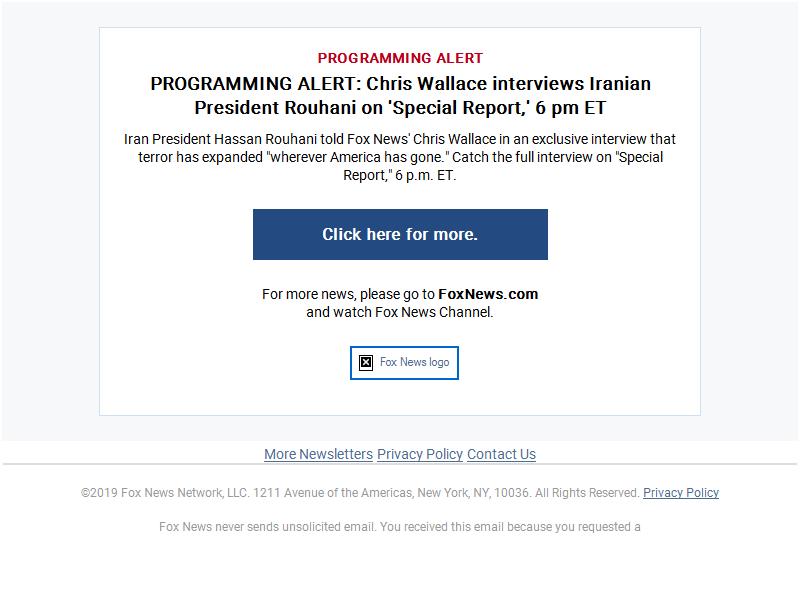 PROGRAMMING ALERT
PROGRAMMING ALERT: Chris Wallace interviews Iranian
President Rouhani on 'Special Report,' 6 pm ET
Iran President Hassan Rouhani told Fox News' Chris Wallace in an exclusive interview that
terror has expanded "wherever America has gone." Catch the full interview on "Special
Report," 6 p.m. ET.
Click here for more.
For more news, please go to FoxNews.com
and watch Fox News Channel.
Fox News logo
More Newsletters Privacy Policy Contact Us
©2019 Fox News Network, LLC. 1211 Avenue of the Americas, New York, NY, 10036. All Rights Reserved. Privacy Policy
Fox News never sends unsolicited email. You received this email because you requested a